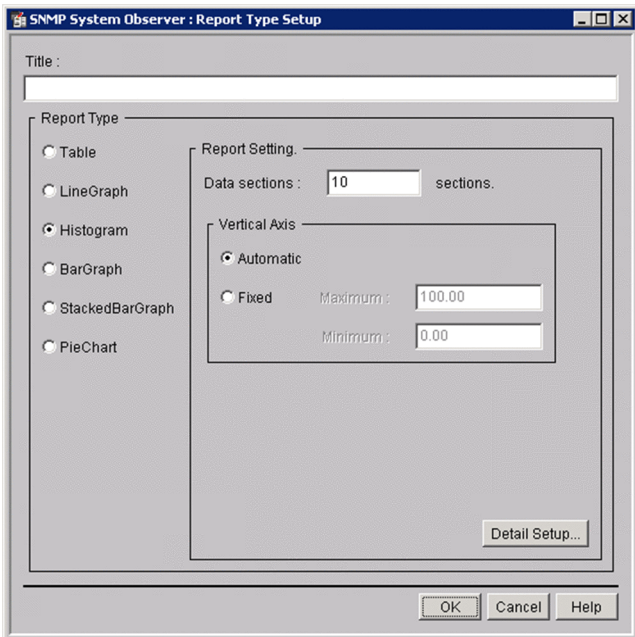 SNMP System Observer : Report Type Setup
Title :
Report Type
Table
LineGraph
Histogram
BarGraph
StackedBarGraph
PieChart
Report Setting.
Data sections : 10 sections.
Vertical Axis
Automatic
Fixed Maximum : 100.00
Minimum : 0.00
Detail Setup...
OK Cancel Help